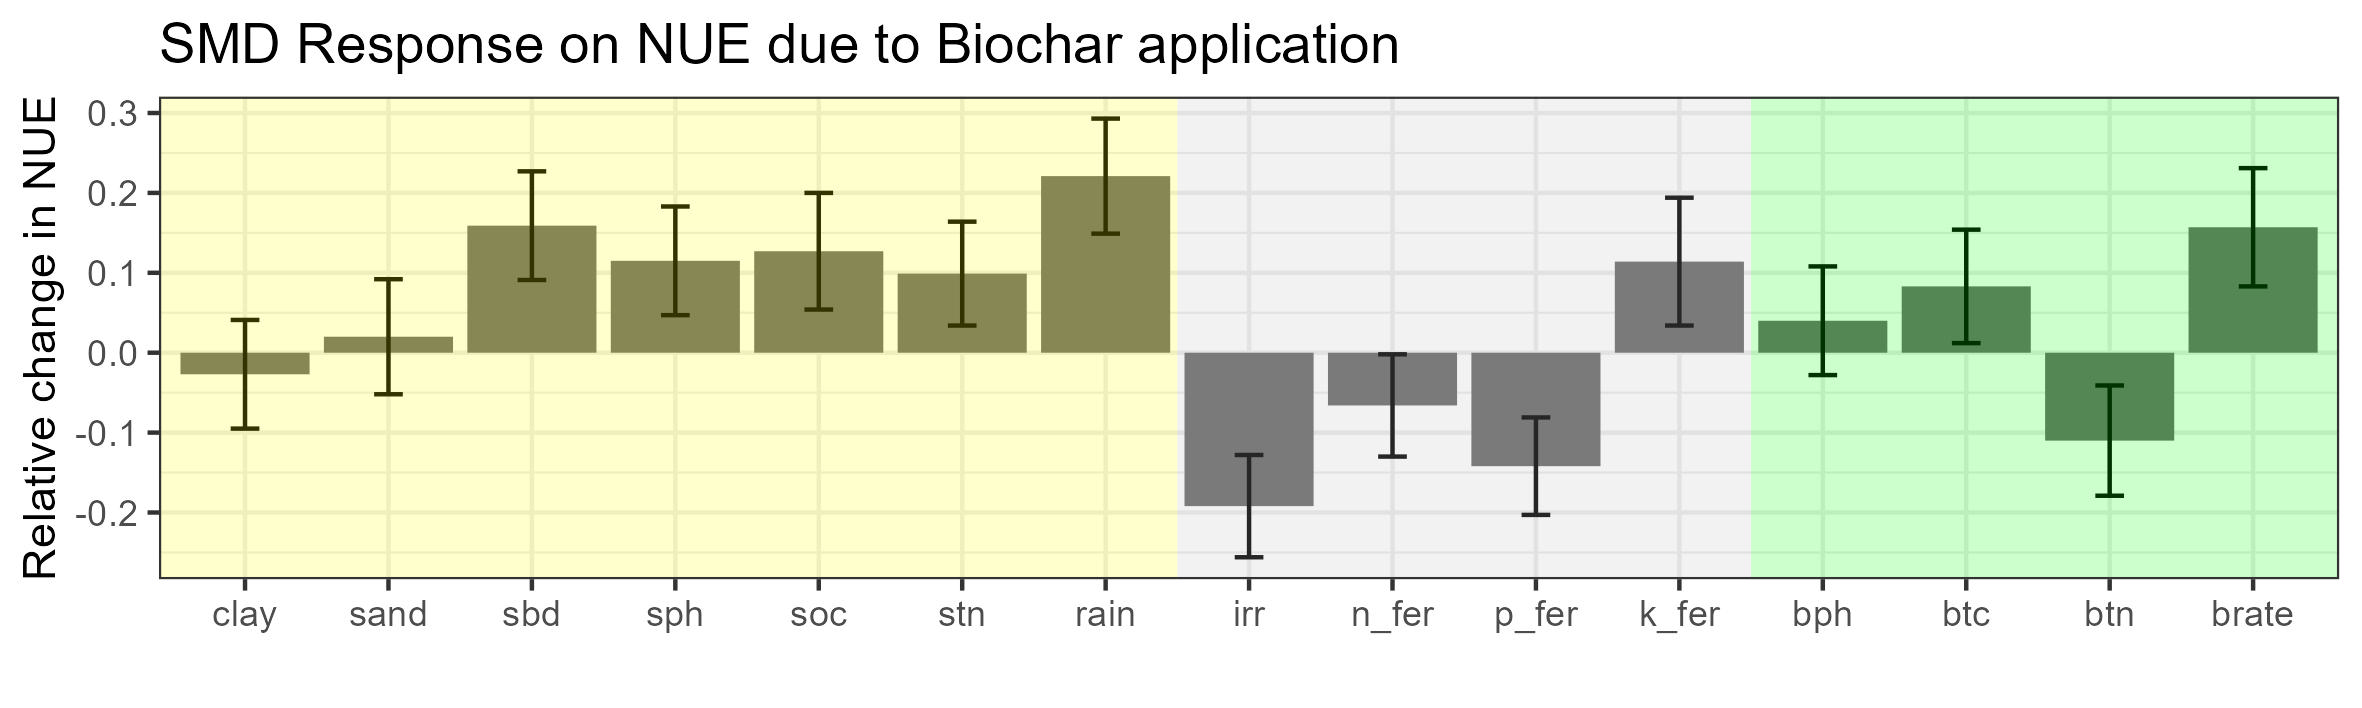 SMD Response on NUE due to Biochar application
Relative change in NUE
0.3
0.2
0.1
0.0
-0.1
-0.2
clay sand sbd sph soc stn rain irr n_fer p_fer k_fer bph btc btn brate